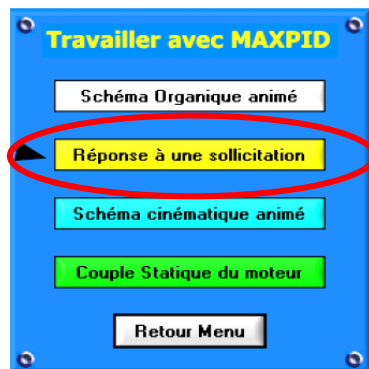 Travailler avec MAXPID
Schéma Organique animé
Réponse à une sollicitation
Schéma cinématique animé
Couple Statique du moteur
Retour Menu